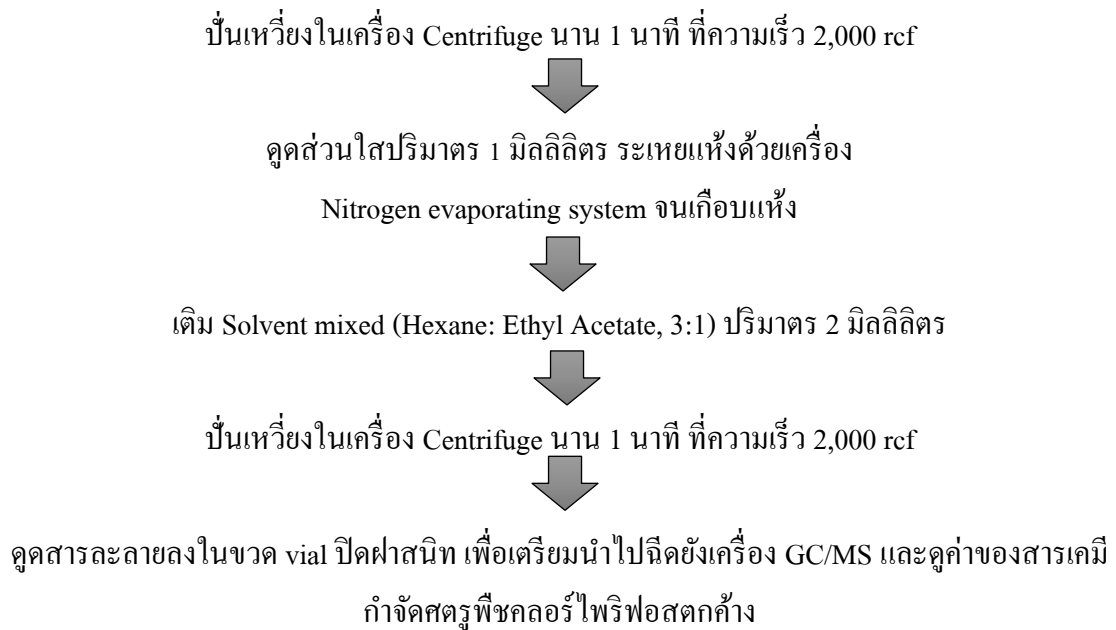 ปั่นเหวี่ยงในเครื่อง Centrifuge นาน 1 นาที ที่ความเร็ว 2,000 rcf
ดูดส่วนใสปริมาตร 1 มิลลิลิตร ระเหยแห้งด้วยเครื่อง
Nitrogen evaporating system จนเกือบแห้ง
เติม Solvent mixed (Hexane: Ethyl Acetate, 3:1) ปริมาตร 2 มิลลิลิตร
ปั่นเหวี่ยงในเครื่อง Centrifuge นาน 1 นาที ที่ความเร็ว 2,000 rcf
ดูดสารละลายลงในขวด vial ปิดฝาสนิท เพื่อเตรียมนำไปฉีดยังเครื่อง GC/MS และดูค่าของสารเคมี
กำจัดศตรูพืชคลอร์ไพริฟอสตกค้าง